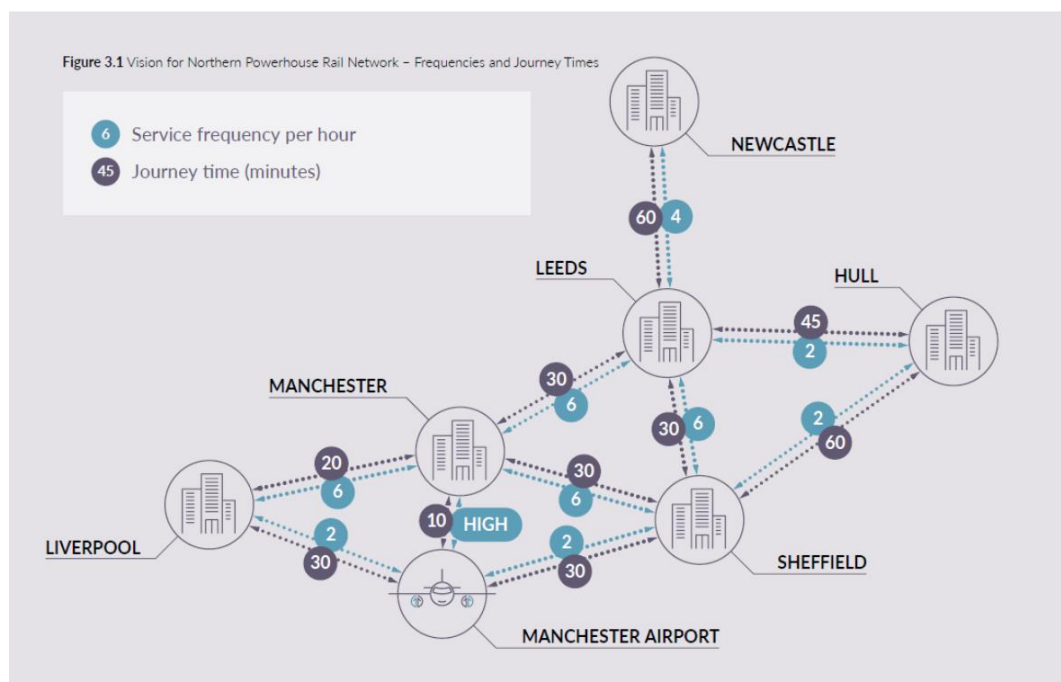 Figure 3.1 Vision for Northern Powerhouse Rail Network – Frequencies and Journey Times
6 Service frequency per hour
45 Journey time (minutes)
NEWCASTLE
60 4
LEEDS
HULL
45
2
MANCHESTER
30
6
30 6
2
60
20
6
30
6
10 HIGH
LIVERPOOL
2
30
2
30
SHEFFIELD
MANCHESTER AIRPORT